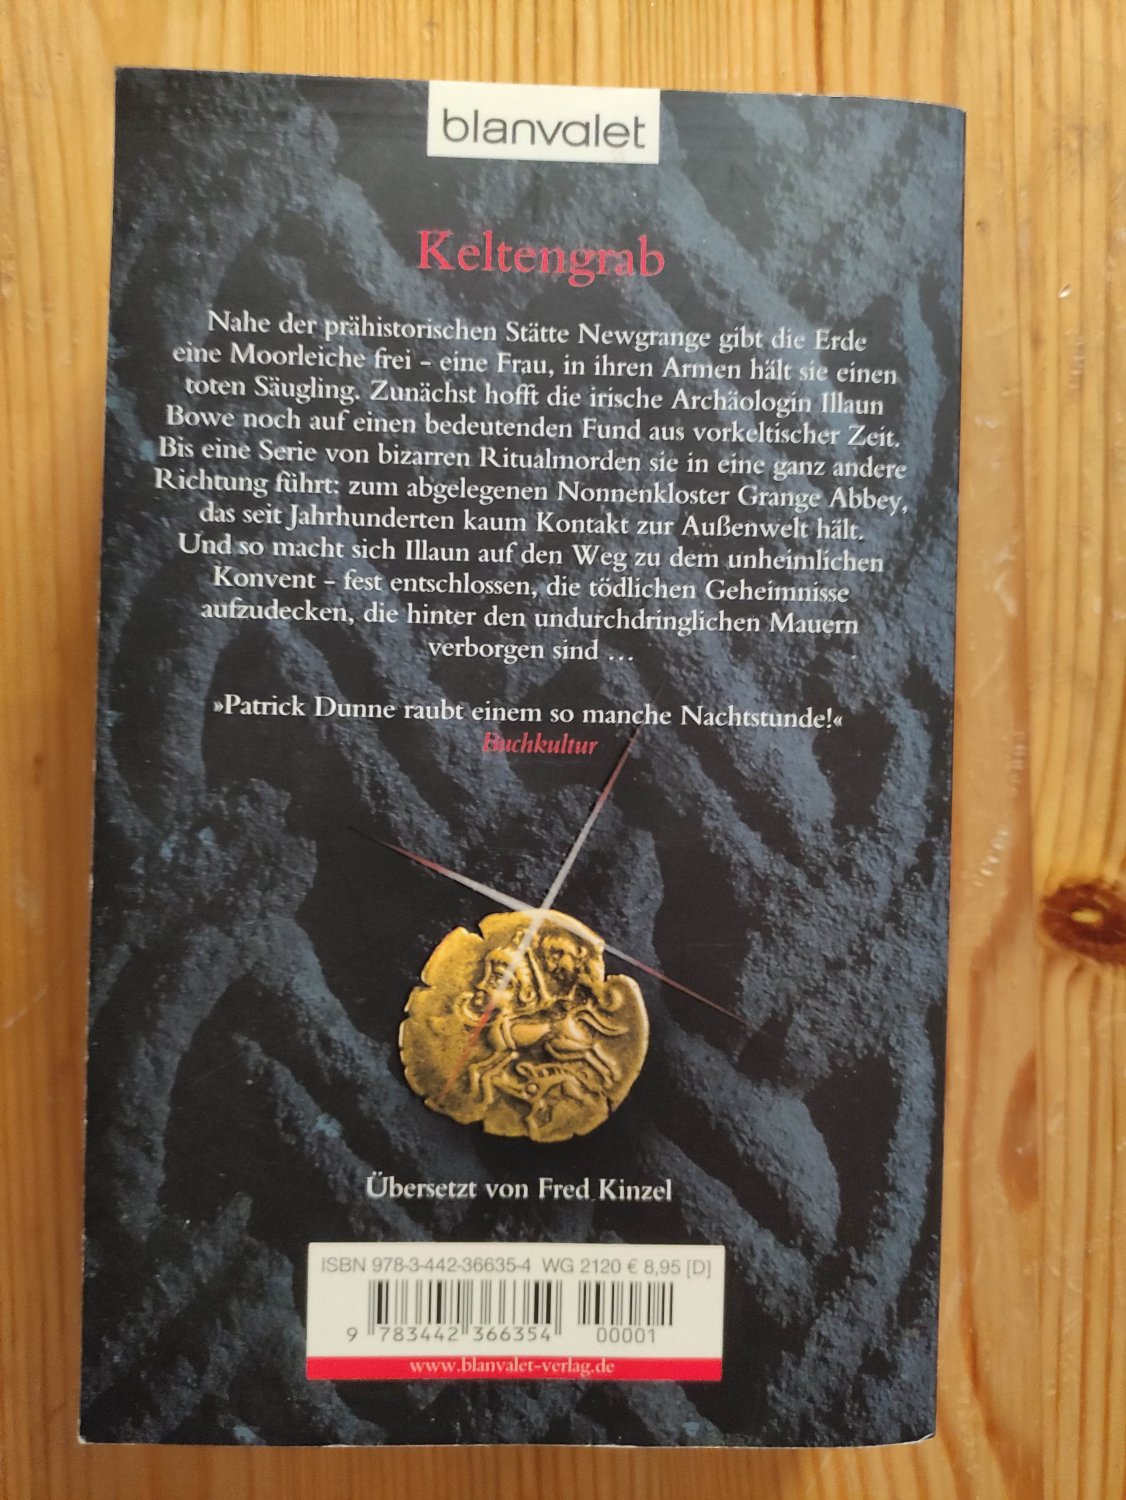 blanvalet
Keltengrab
Nahe der prähistorischen Stätte Newgrange gibt die Erde
eine Moorleiche frei – eine Frau, in ihren Armen hält sie einen
toten Säugling. Zunächst hofft die irische Archäologin Illaun
Bowe noch auf einen bedeutenden Fund aus vorkeltischer Zeit.
Bis eine Serie von bizarren Ritualmorden sie in eine ganz andere
Richtung führt: zum abgelegenen Nonnenkloster Grange Abbey,
das seit Jahrhunderten kaum Kontakt zur Außenwelt hält.
Und so macht sich Illaun auf den Weg zu dem unheimlichen
Konvent – fest entschlossen, die tödlichen Geheimnisse
aufzudecken, die hinter den undurchdringlichen Mauern
verborgen sind …
»Patrick Dunne raubt einem so manche Nachtstunde!«
Buchkultur
Übersetzt von Fred Kinzel
ISBN 978-3-442-36635-4 WG 2120 € 8,95 [D]
9 783442 366354 00001
www.blanvalet-verlag.de